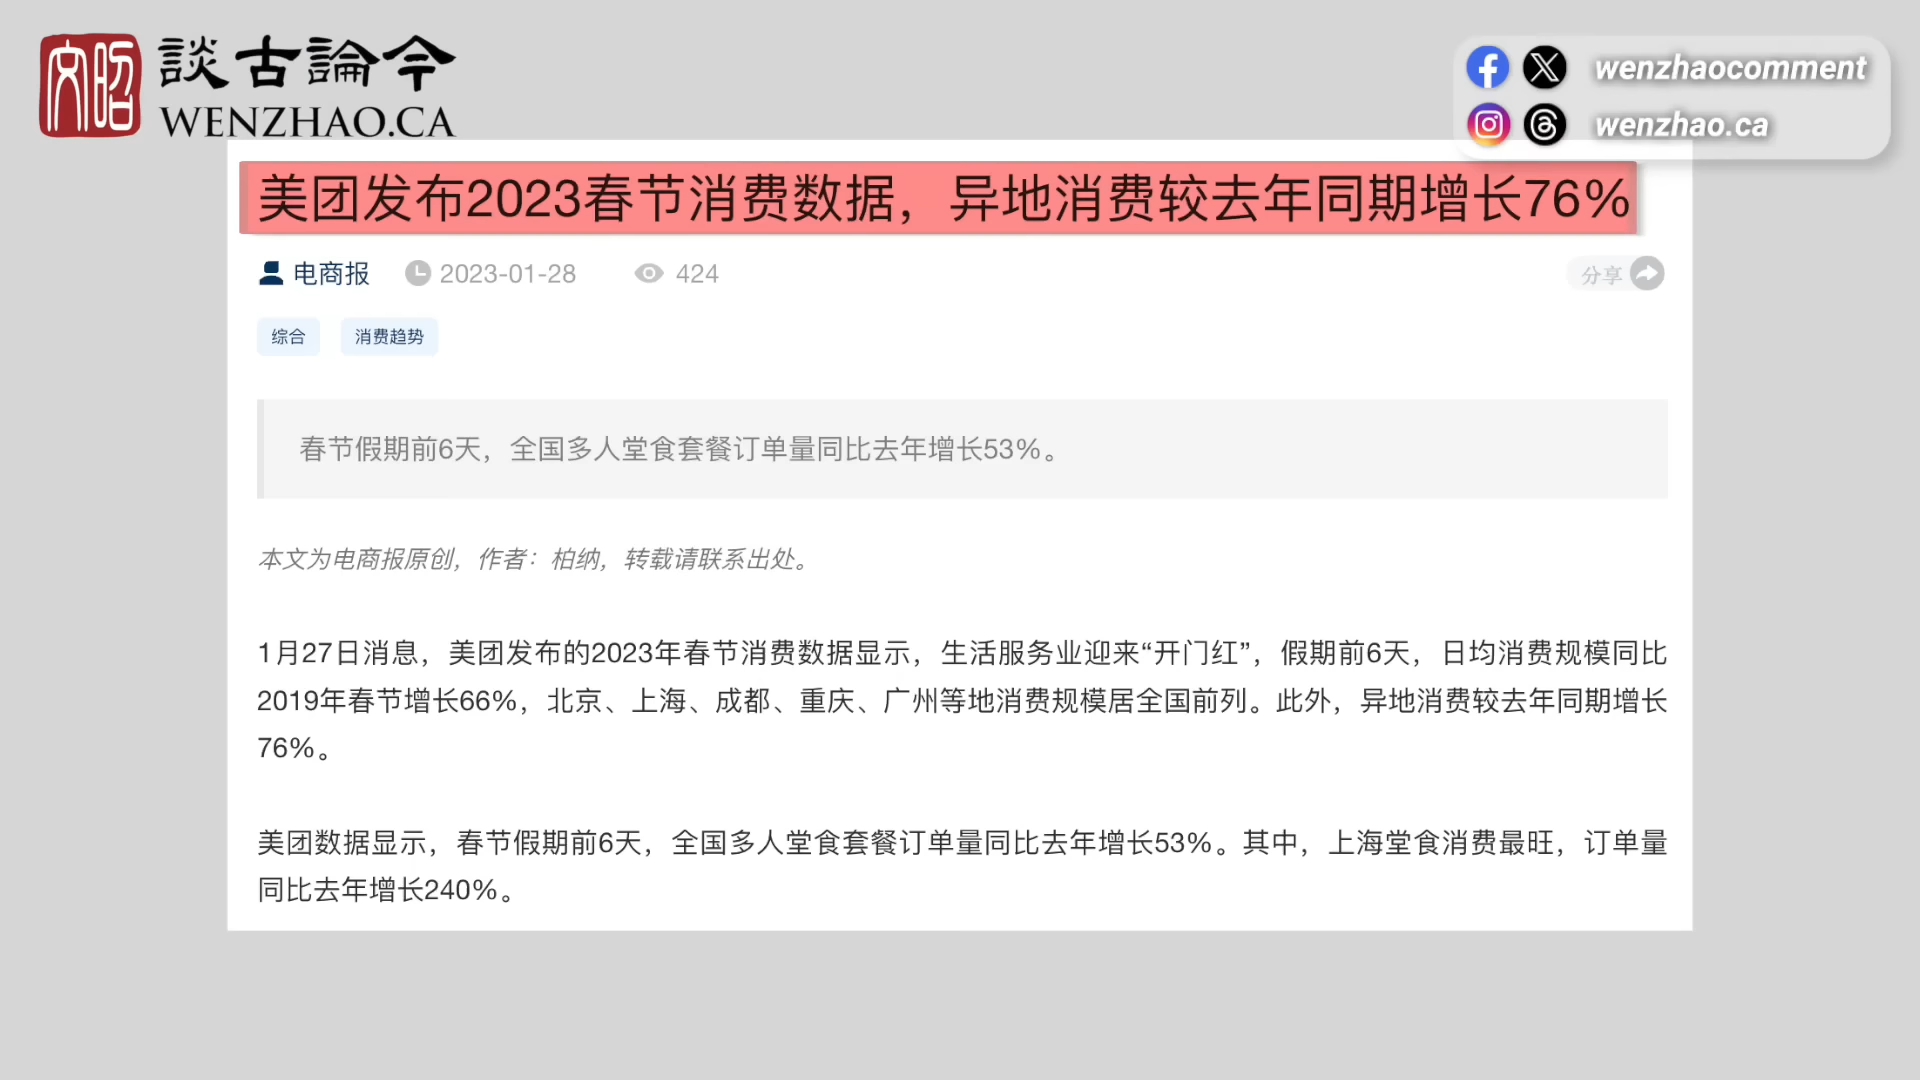 文昭
談古論今
WENZHAO.CA
wenzhaocomment
wenzhao.ca
美团发布2023春节消费数据，异地消费较去年同期增长76%
电商报 2023-01-28 424 分享
综合 消费趋势
春节假期前6天，全国多人堂食套餐订单量同比去年增长53%。
本文为电商报原创，作者：柏纳，转载请联系出处。
1月27日消息，美团发布的2023年春节消费数据显示，生活服务业迎来“开门红”，假期前6天，日均消费规模同比
2019年春节增长66%，北京、上海、成都、重庆、广州等地消费规模居全国前列。此外，异地消费较去年同期增长
76%。
美团数据显示，春节假期前6天，全国多人堂食套餐订单量同比去年增长53%。其中，上海堂食消费最旺，订单量
同比去年增长240%。